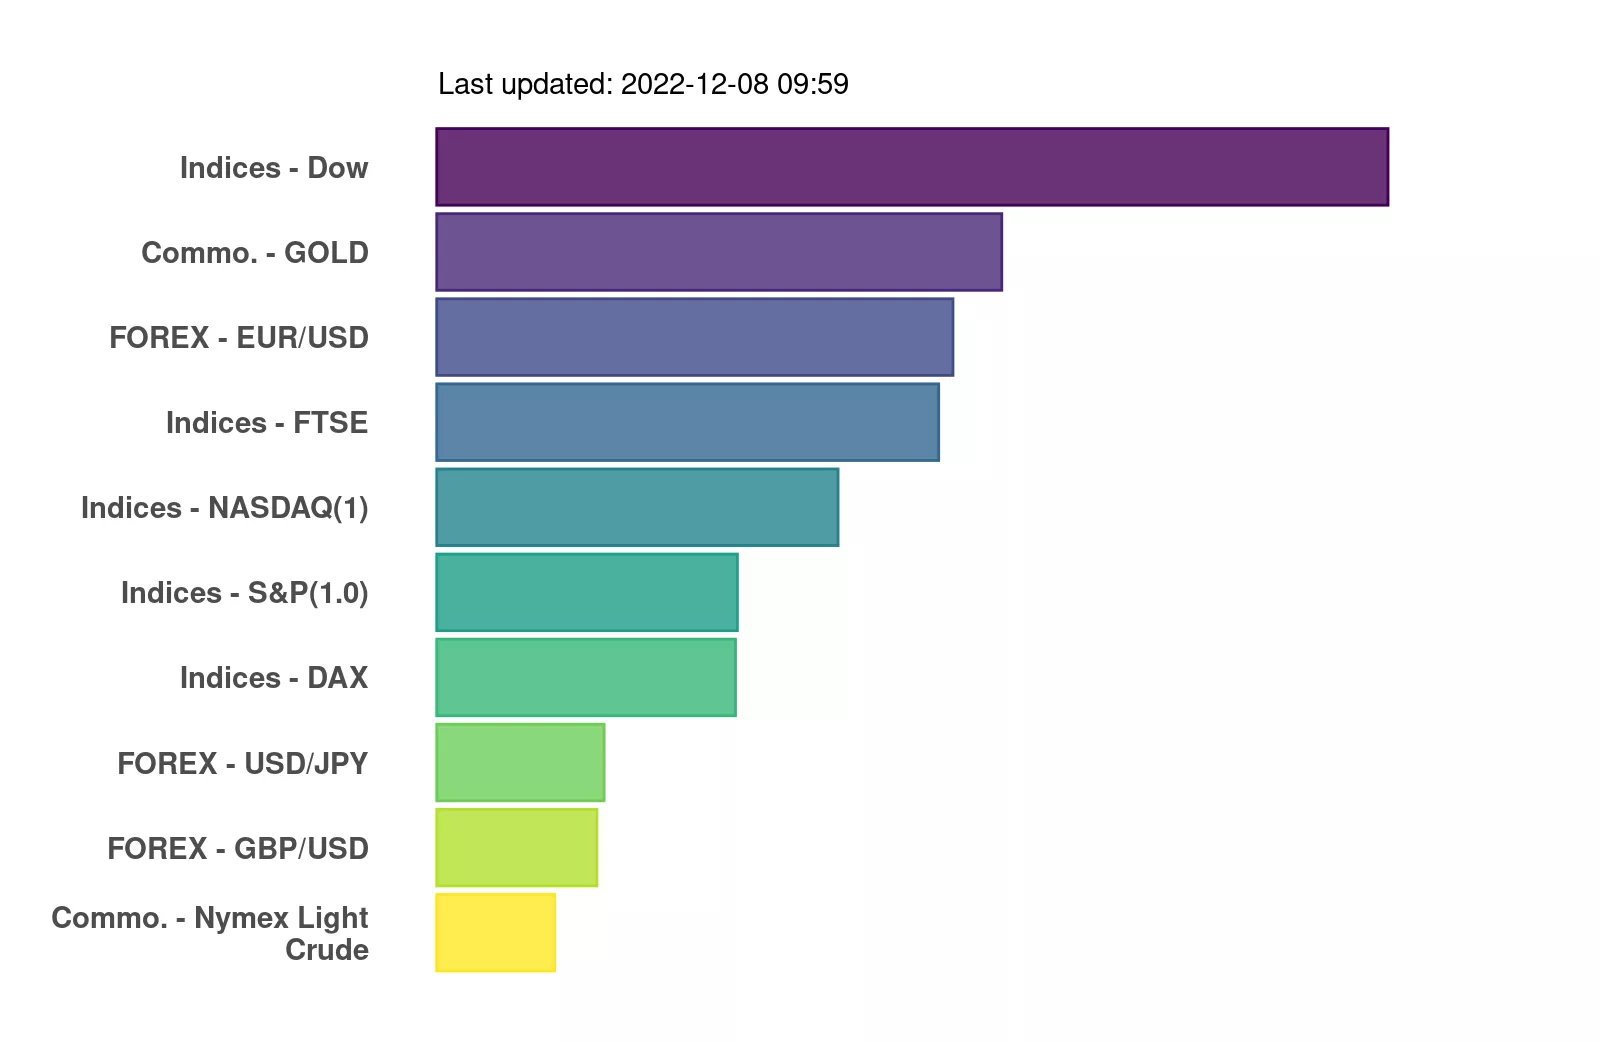 Last updated: 2022-12-08 09:59
Indices - Dow
Commo. - GOLD
FOREX - EUR/USD
Indices - FTSE
Indices - NASDAQ(1)
Indices - S&P(1.0)
Indices - DAX
FOREX - USD/JPY
FOREX - GBP/USD
Commo. - Nymex Light
Crude